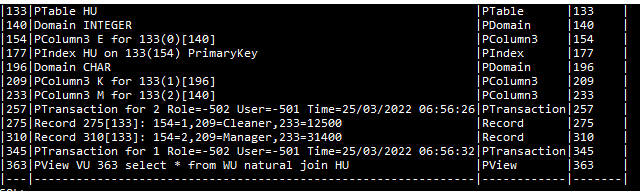 |133|PTable HU |PTable |133 |
|140|Domain INTEGER |PDomain |140 |
|154|PColumn3 E for 133(0)[140] |PColumn3 |154 |
|177|PIndex HU on 133(154) PrimaryKey |PIndex |177 |
|196|Domain CHAR |PDomain |196 |
|209|PColumn3 K for 133(1)[196] |PColumn3 |209 |
|233|PColumn3 M for 133(2)[140] |PColumn3 |233 |
|257|PTransaction for 2 Role=-502 User=-501 Time=25/03/2022 06:56:26|PTransaction|257 |
|275|Record 275[133]: 154=1,209=Cleaner,233=12500 |Record |275 |
|310|Record 310[133]: 154=2,209=Manager,233=31400 |Record |310 |
|345|PTransaction for 1 Role=-502 User=-501 Time=25/03/2022 06:56:32|PTransaction|345 |
|363|PView VU 363 select * from WU natural join HU |PView |363 |
|---|---------------------------------------------------------------|------------|-------|